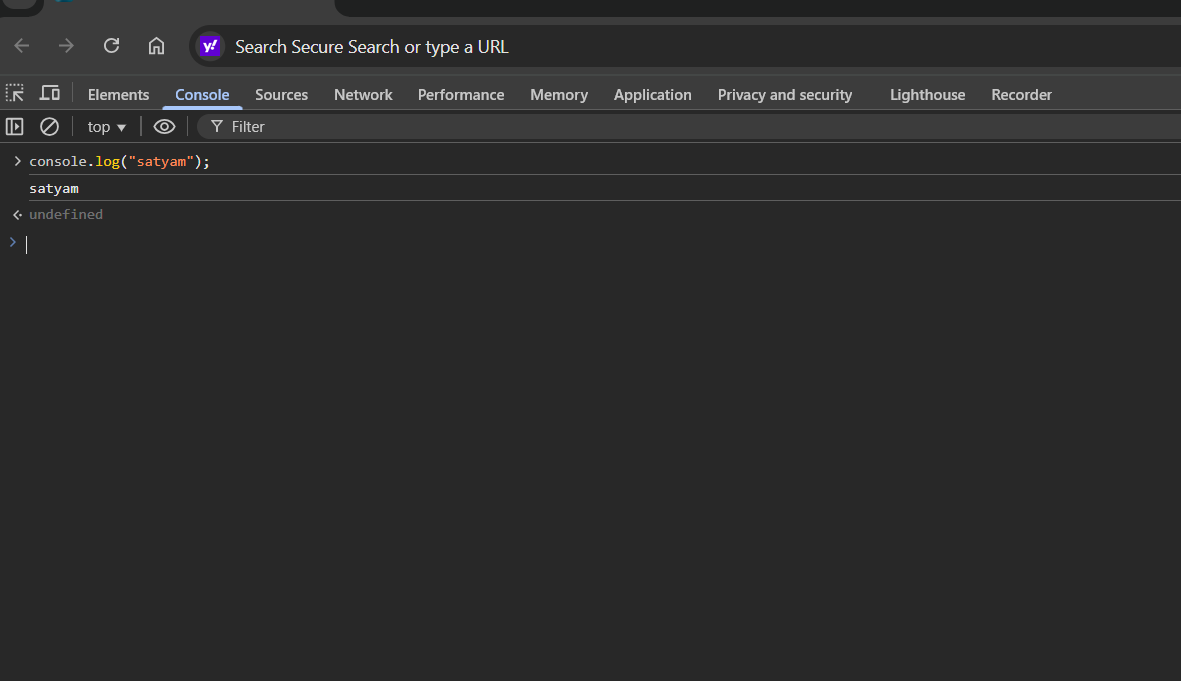 y! Search Secure Search or type a URL
Elements Console Sources Network Performance Memory Application Privacy and security Lighthouse Recorder
top Filter
console.log("satyam");
satyam
undefined